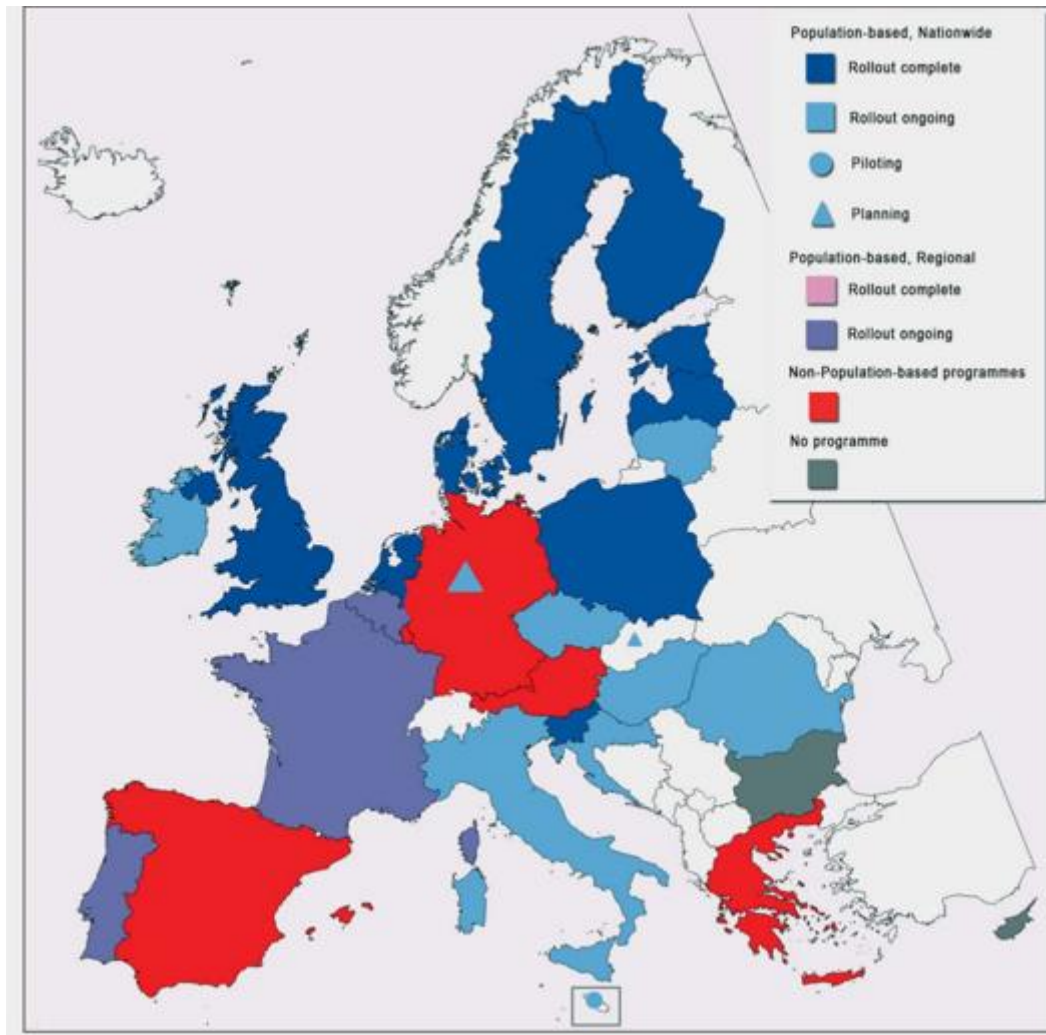 Population-based, Nationwide
Rollout complete
Rollout ongoing
Piloting
Planning
Population-based, Regional
Rollout complete
Rollout ongoing
Non-Population-based programmes
No programme